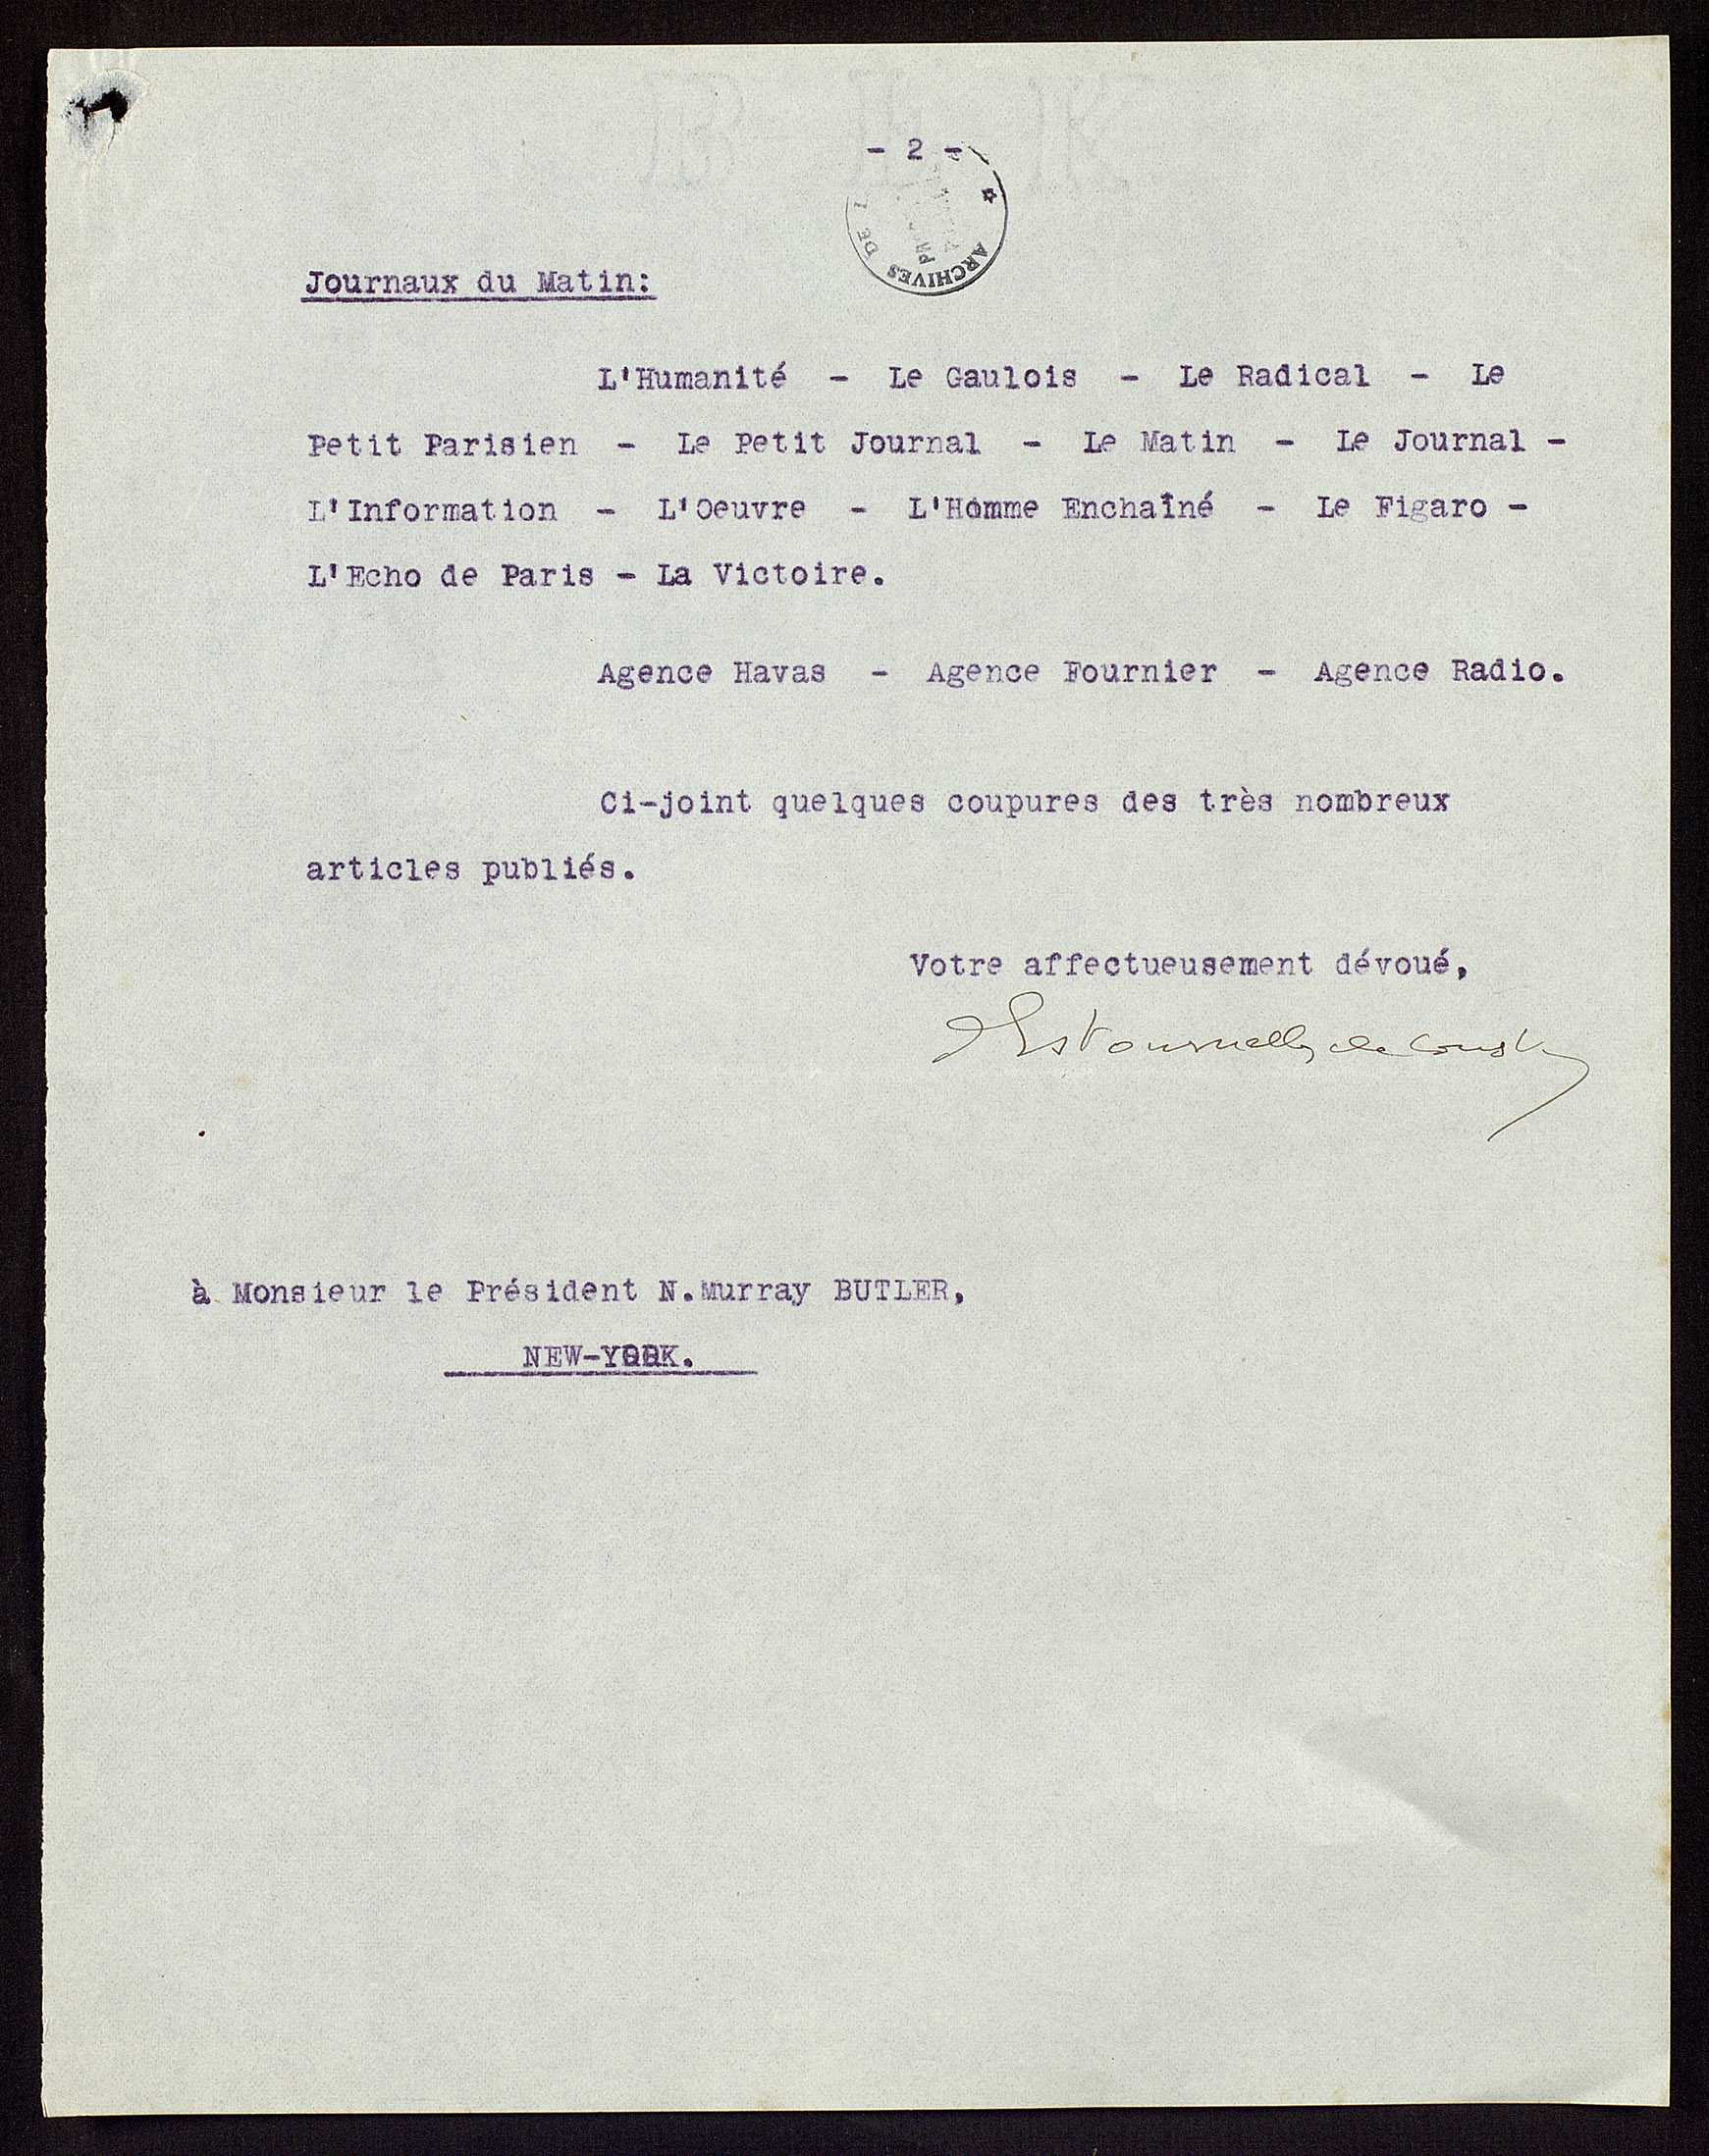 - 2 -
ARCHIVES DE L
Journaux du Matin:
L'Humanité - Le Gaulois - Le Radical - Le
Petit Parisien - Le Petit Journal - Le Matin - Le Journal -
L'Information - L'Oeuvre - L'Homme Enchaîné - Le Figaro -
L'Echo de Paris - La Victoire.
Agence Havas - Agence Fournier - Agence Radio.
Ci-joint quelques coupures des très nombreux
articles publiés.
Votre affectueusement dévoué,
d'Estournelles de Constant
à Monsieur le Président N.Murray BUTLER,
NEW-YORK.